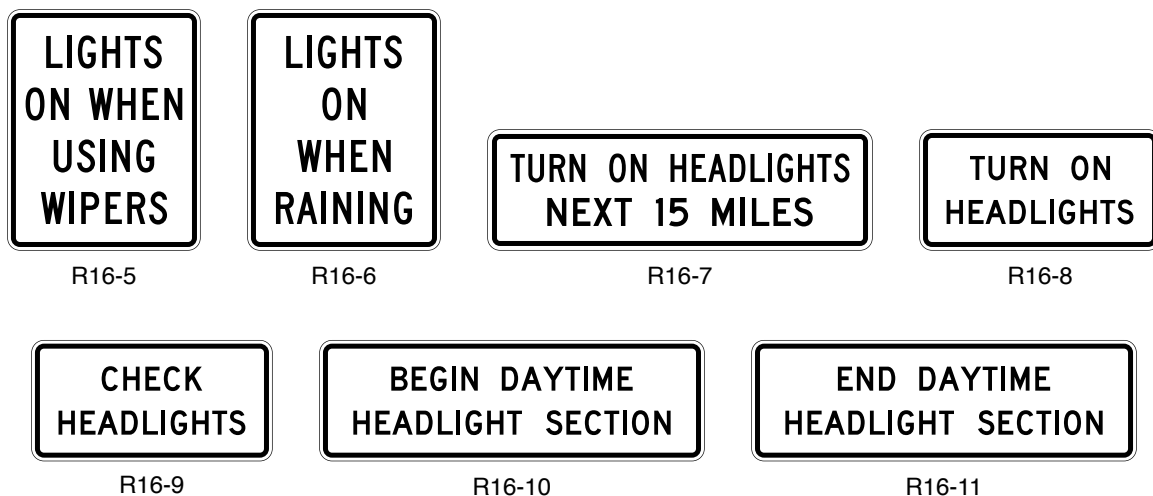 LIGHTS
ON WHEN
USING
WIPERS
R16-5
LIGHTS
ON
WHEN
RAINING
R16-6
TURN ON HEADLIGHTS
NEXT 15 MILES
R16-7
TURN ON
HEADLIGHTS
R16-8
CHECK
HEADLIGHTS
R16-9
BEGIN DAYTIME
HEADLIGHT SECTION
R16-10
END DAYTIME
HEADLIGHT SECTION
R16-11